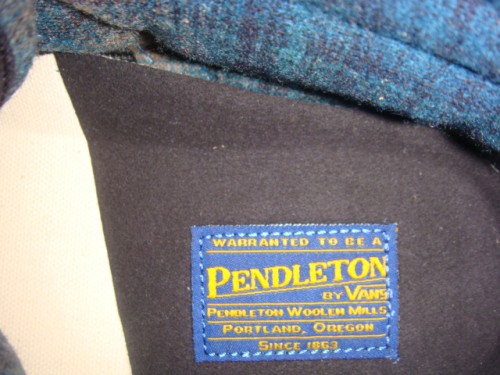 WARRANTED TO BE A
PENDLETON
BY VANS
PENDLETON WOOLEN MILLS
PORTLAND, OREGON
SINCE 1863